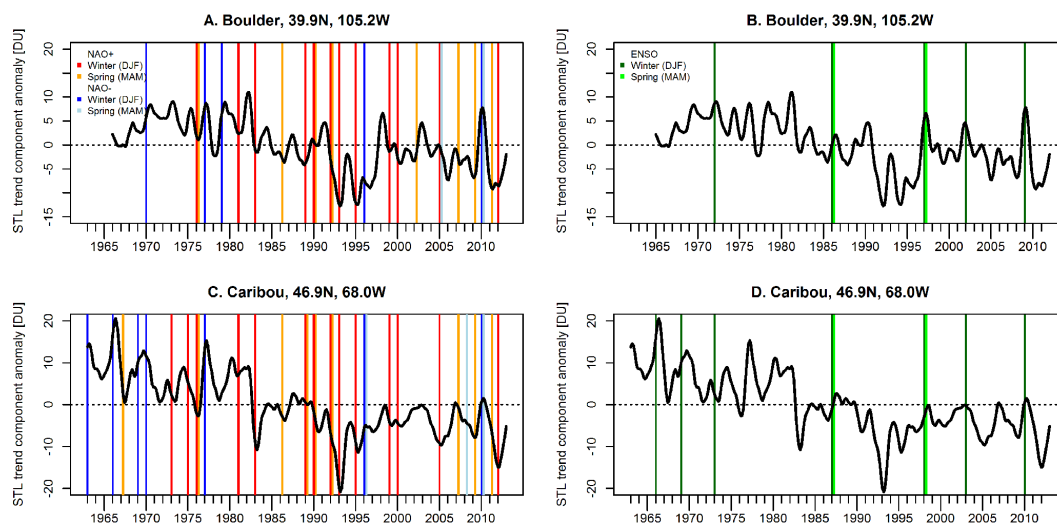 A. Boulder, 39.9N, 105.2W
STL trend component anomaly [DU]
20
10
5
0
-5
-15
NAO+
Winter (DJF)
Spring (MAM)
NAO-
Winter (DJF)
Spring (MAM)
1965 1970 1975 1980 1985 1990 1995 2000 2005 2010
B. Boulder, 39.9N, 105.2W
STL trend component anomaly [DU]
20
10
5
0
-5
-15
ENSO
Winter (DJF)
Spring (MAM)
1965 1970 1975 1980 1985 1990 1995 2000 2005 2010
C. Caribou, 46.9N, 68.0W
STL trend component anomaly [DU]
20
10
0
10
20
1965 1970 1975 1980 1985 1990 1995 2000 2005 2010
D. Caribou, 46.9N, 68.0W
STL trend component anomaly [DU]
20
10
0
10
20
1965 1970 1975 1980 1985 1990 1995 2000 2005 2010